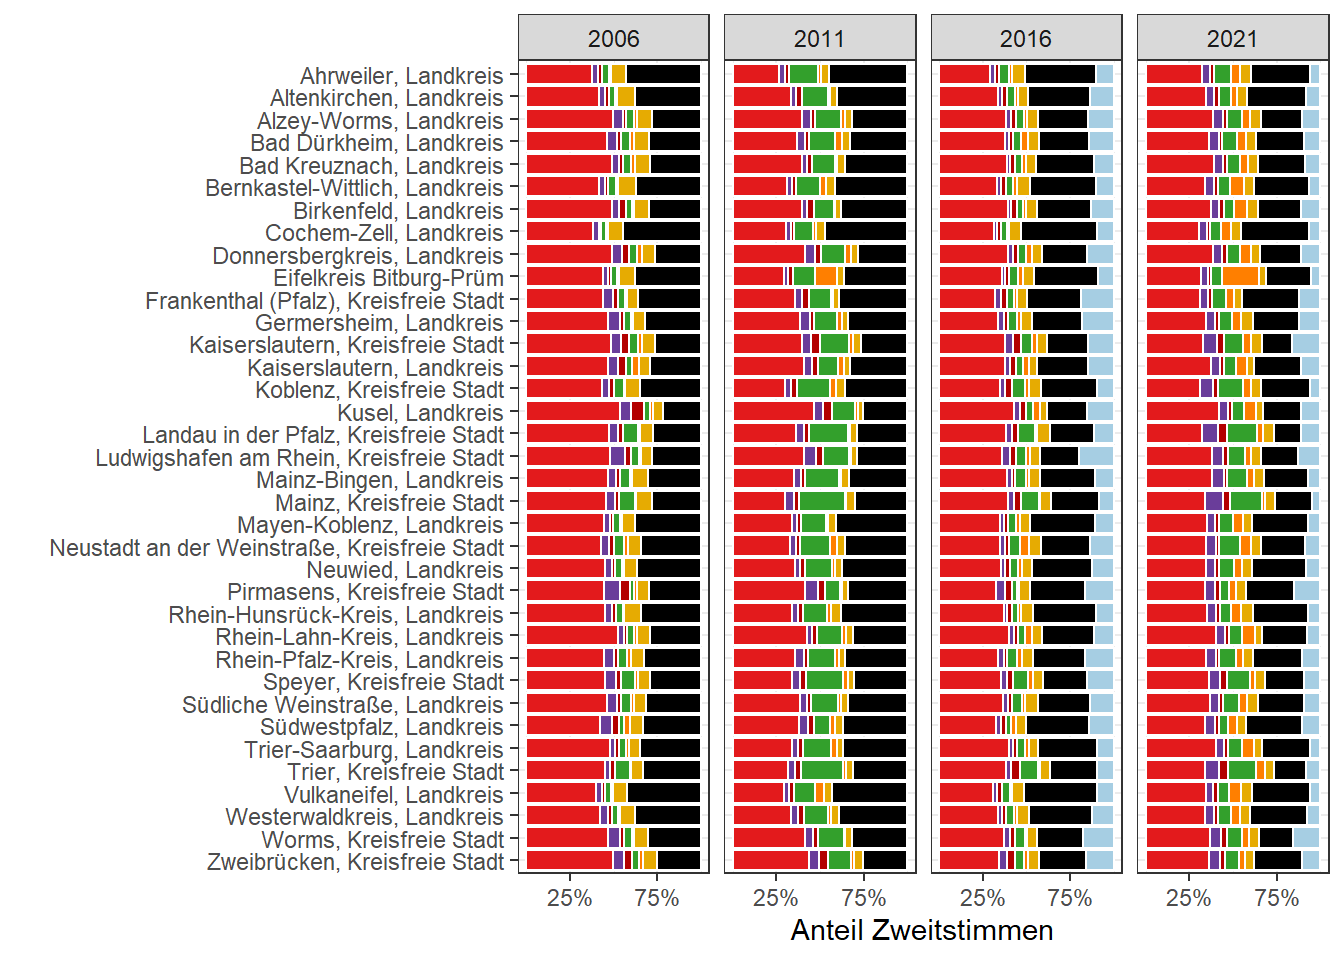 2006 2011 2016 2021
Ahrweiler, Landkreis
Altenkirchen, Landkreis
Alzey-Worms, Landkreis
Bad Dürkheim, Landkreis
Bad Kreuznach, Landkreis
Bernkastel-Wittlich, Landkreis
Birkenfeld, Landkreis
Cochem-Zell, Landkreis
Donnersbergkreis, Landkreis
Eifelkreis Bitburg-Prüm
Frankenthal (Pfalz), Kreisfreie Stadt
Germersheim, Landkreis
Kaiserslautern, Kreisfreie Stadt
Kaiserslautern, Landkreis
Koblenz, Kreisfreie Stadt
Kusel, Landkreis
Landau in der Pfalz, Kreisfreie Stadt
Ludwigshafen am Rhein, Kreisfreie Stadt
Mainz-Bingen, Landkreis
Mainz, Kreisfreie Stadt
Mayen-Koblenz, Landkreis
Neustadt an der Weinstraße, Kreisfreie Stadt
Neuwied, Landkreis
Pirmasens, Kreisfreie Stadt
Rhein-Hunsrück-Kreis, Landkreis
Rhein-Lahn-Kreis, Landkreis
Rhein-Pfalz-Kreis, Landkreis
Speyer, Kreisfreie Stadt
Südliche Weinstraße, Landkreis
Südwestpfalz, Landkreis
Trier-Saarburg, Landkreis
Trier, Kreisfreie Stadt
Vulkaneifel, Landkreis
Westerwaldkreis, Landkreis
Worms, Kreisfreie Stadt
Zweibrücken, Kreisfreie Stadt
25% 75% 25% 75% 25% 75% 25% 75%
Anteil Zweitstimmen